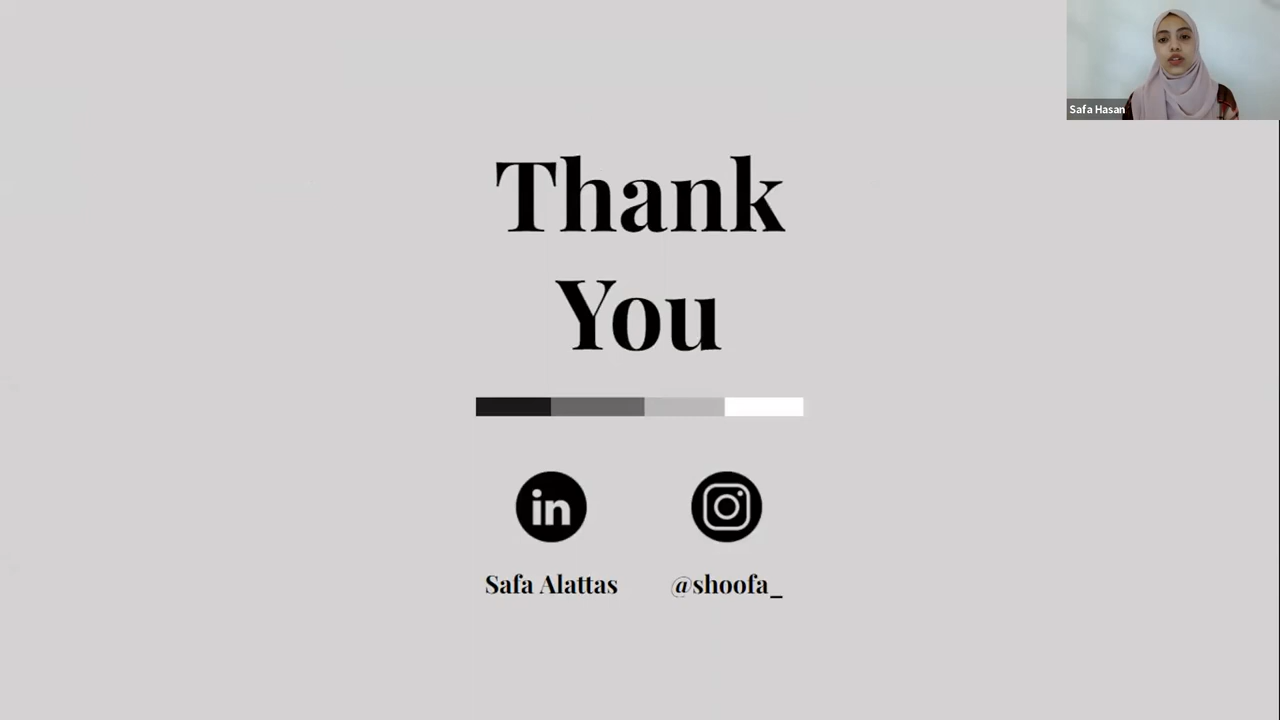 Safa Hasan
Thank
You
in
Safa Alattas
@shoofa_